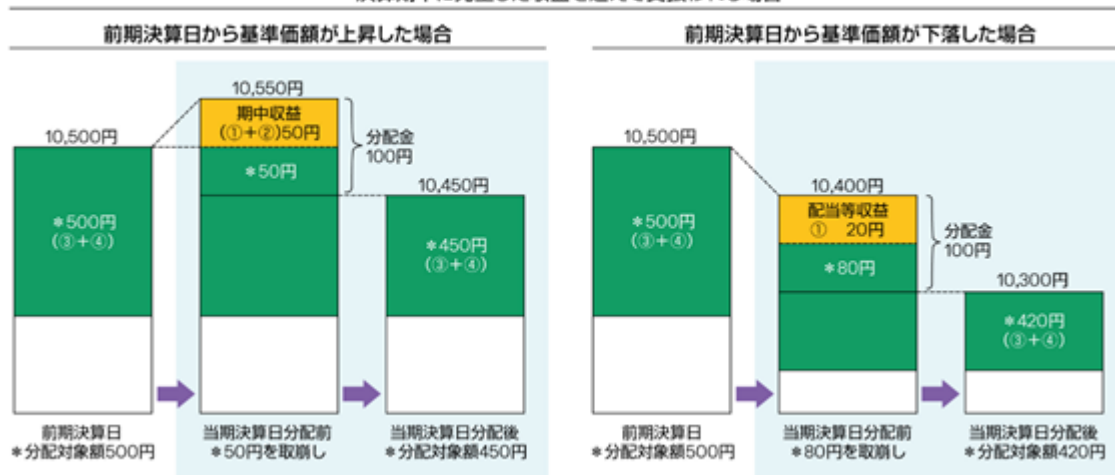 前期決算日から基準価額が上昇した場合
10,550円
期中収益
(①+②)50円
分配金
100円
10,500円
*50円
10,450円
*500円
(③+④)
*450円
(③+④)
前期決算日
*分配対象額500円
当期決算日分配前
*50円を取崩し
当期決算日分配後
*分配対象額450円
前期決算日から基準価額が下落した場合
10,500円
10,400円
配当等収益
① 20円
分配金
100円
*500円
(③+④)
*80円
10,300円
*420円
(③+④)
前期決算日
*分配対象額500円
当期決算日分配前
*80円を取崩し
当期決算日分配後
*分配対象額420円